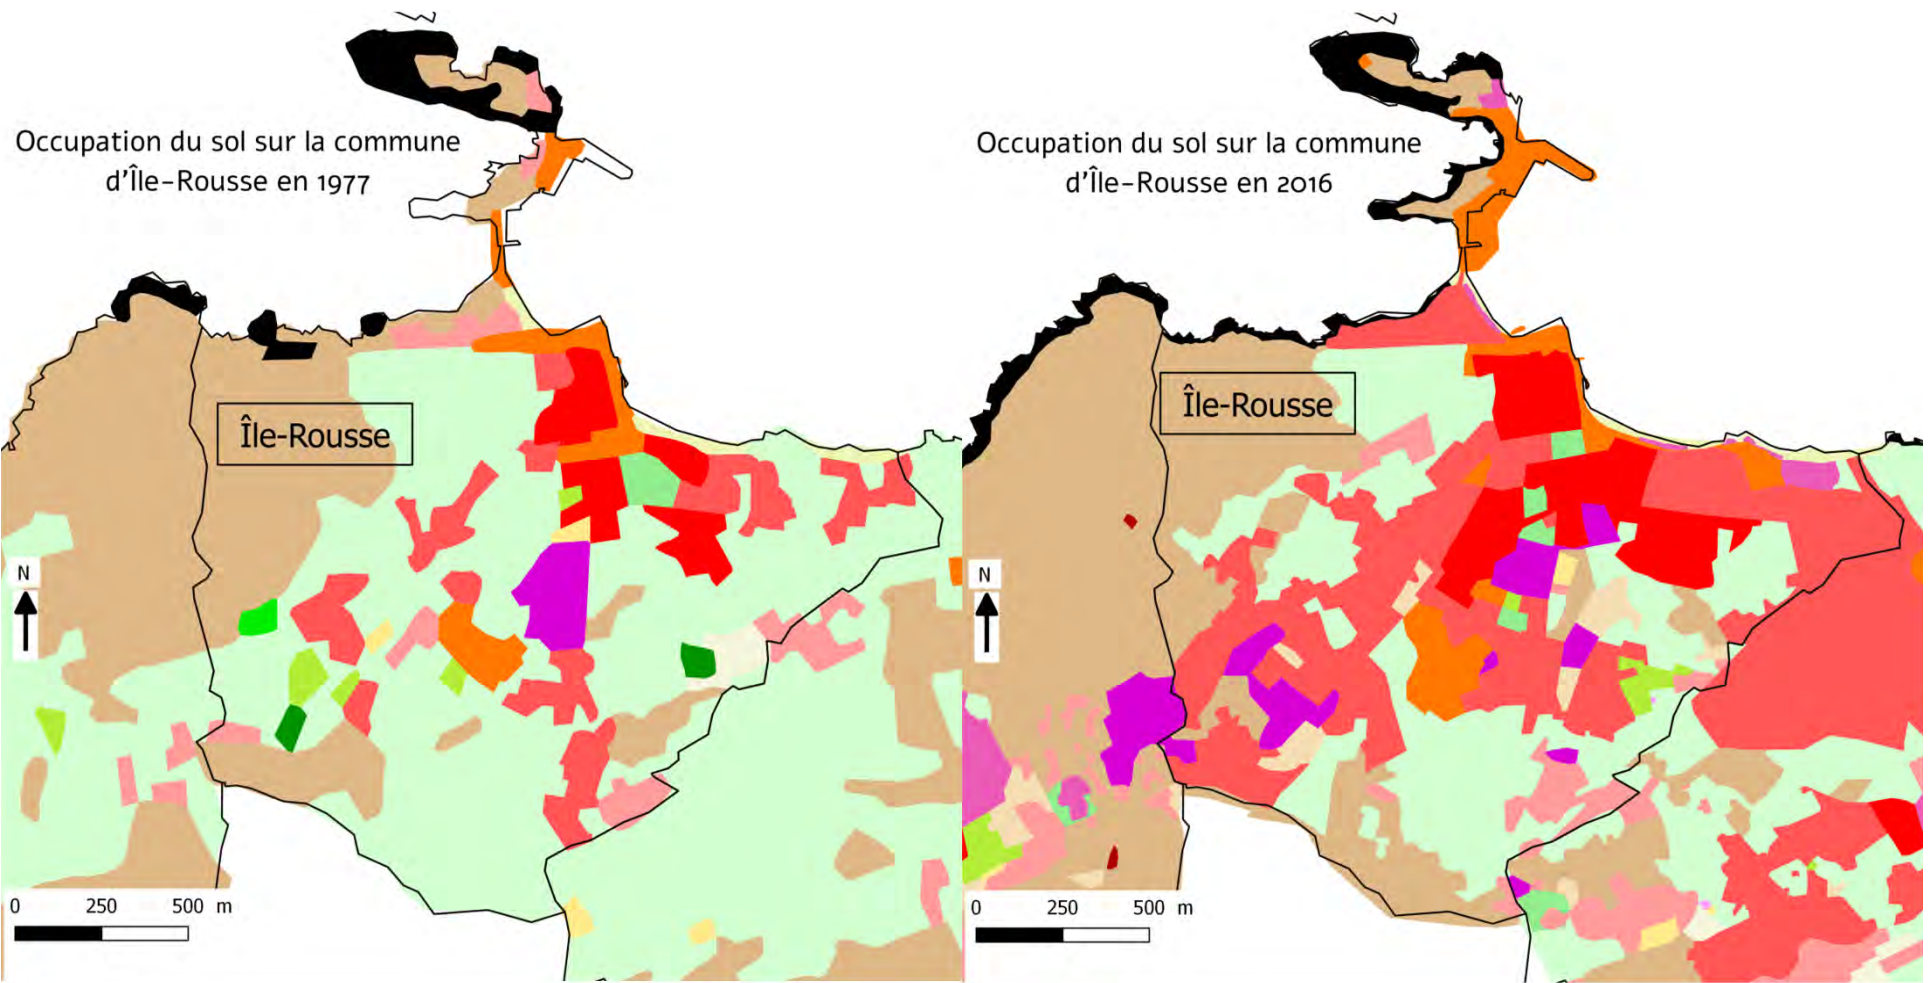 Occupation du sol sur la commune
d'Île-Rousse en 1977
Île-Rousse
N
0 250 500 m
Occupation du sol sur la commune
d'Île-Rousse en 2016
Île-Rousse
N
0 250 500 m